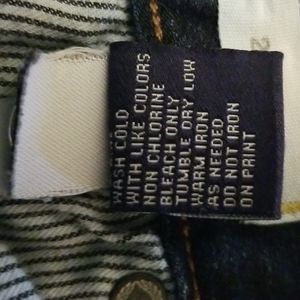 WASH COLD
WITH LIKE COLORS
NON CHLORINE
BLEACH ONLY
TUMBLE DRY LOW
WARM IRON
AS NEEDED
DO NOT IRON
ON PRINT